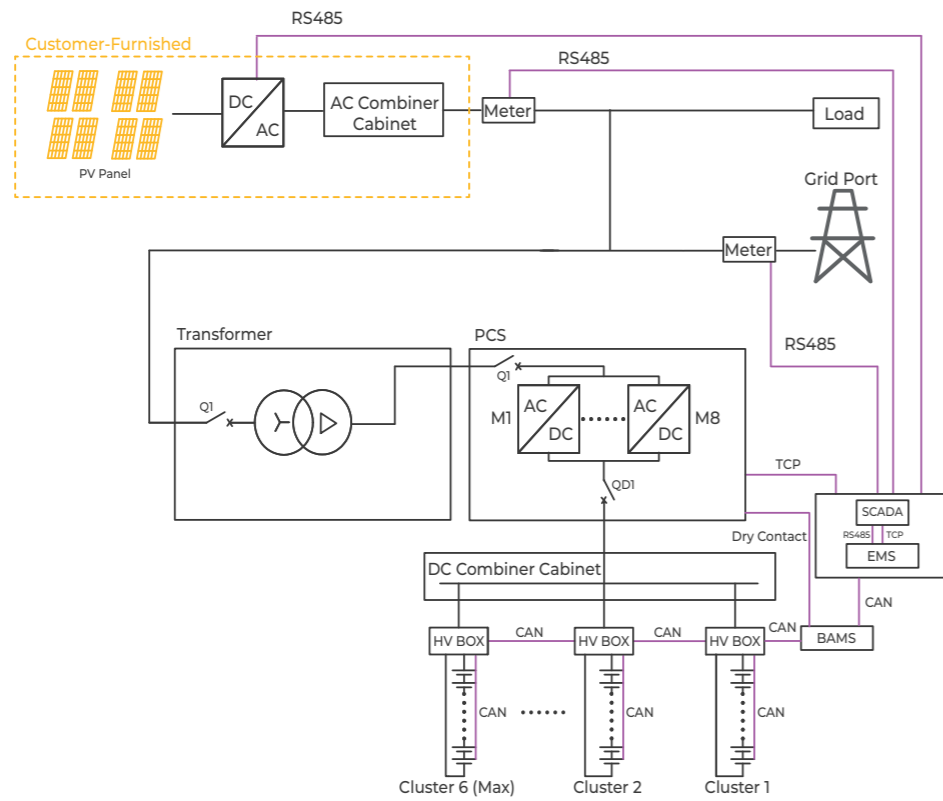 RS485
Customer-Furnished
RS485
DC
AC
AC Combiner
Cabinet
Meter
Load
PV Panel
Grid Port
Meter
Transformer
PCS
RS485
Q1
Q1
M1
AC
DC
AC
DC
M8
TCP
QD1
SCADA
Dry Contact
RS485
TCP
EMS
DC Combiner Cabinet
CAN
HV BOX
CAN
HV BOX
CAN
HV BOX
CAN
BAMS
CAN
CAN
CAN
Cluster 6 (Max)
Cluster 2
Cluster 1